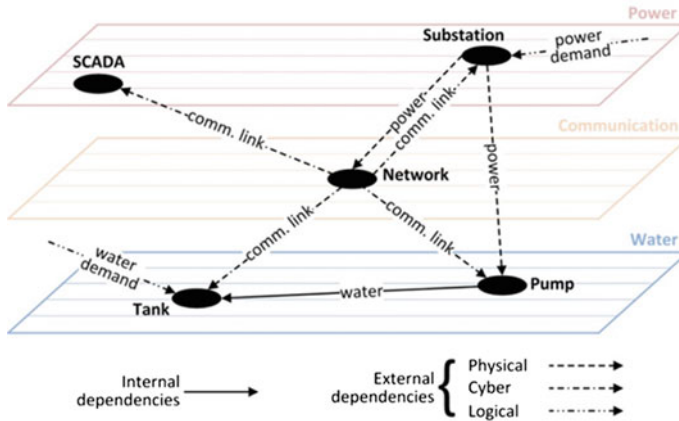 Power
Substation
power
demand
SCADA
power
comm. link
comm. link
Communication
power
Network
comm. link
comm. link
Water
water
demand
water
Pump
Tank
Internal
dependencies
External
dependencies
Physical
Cyber
Logical